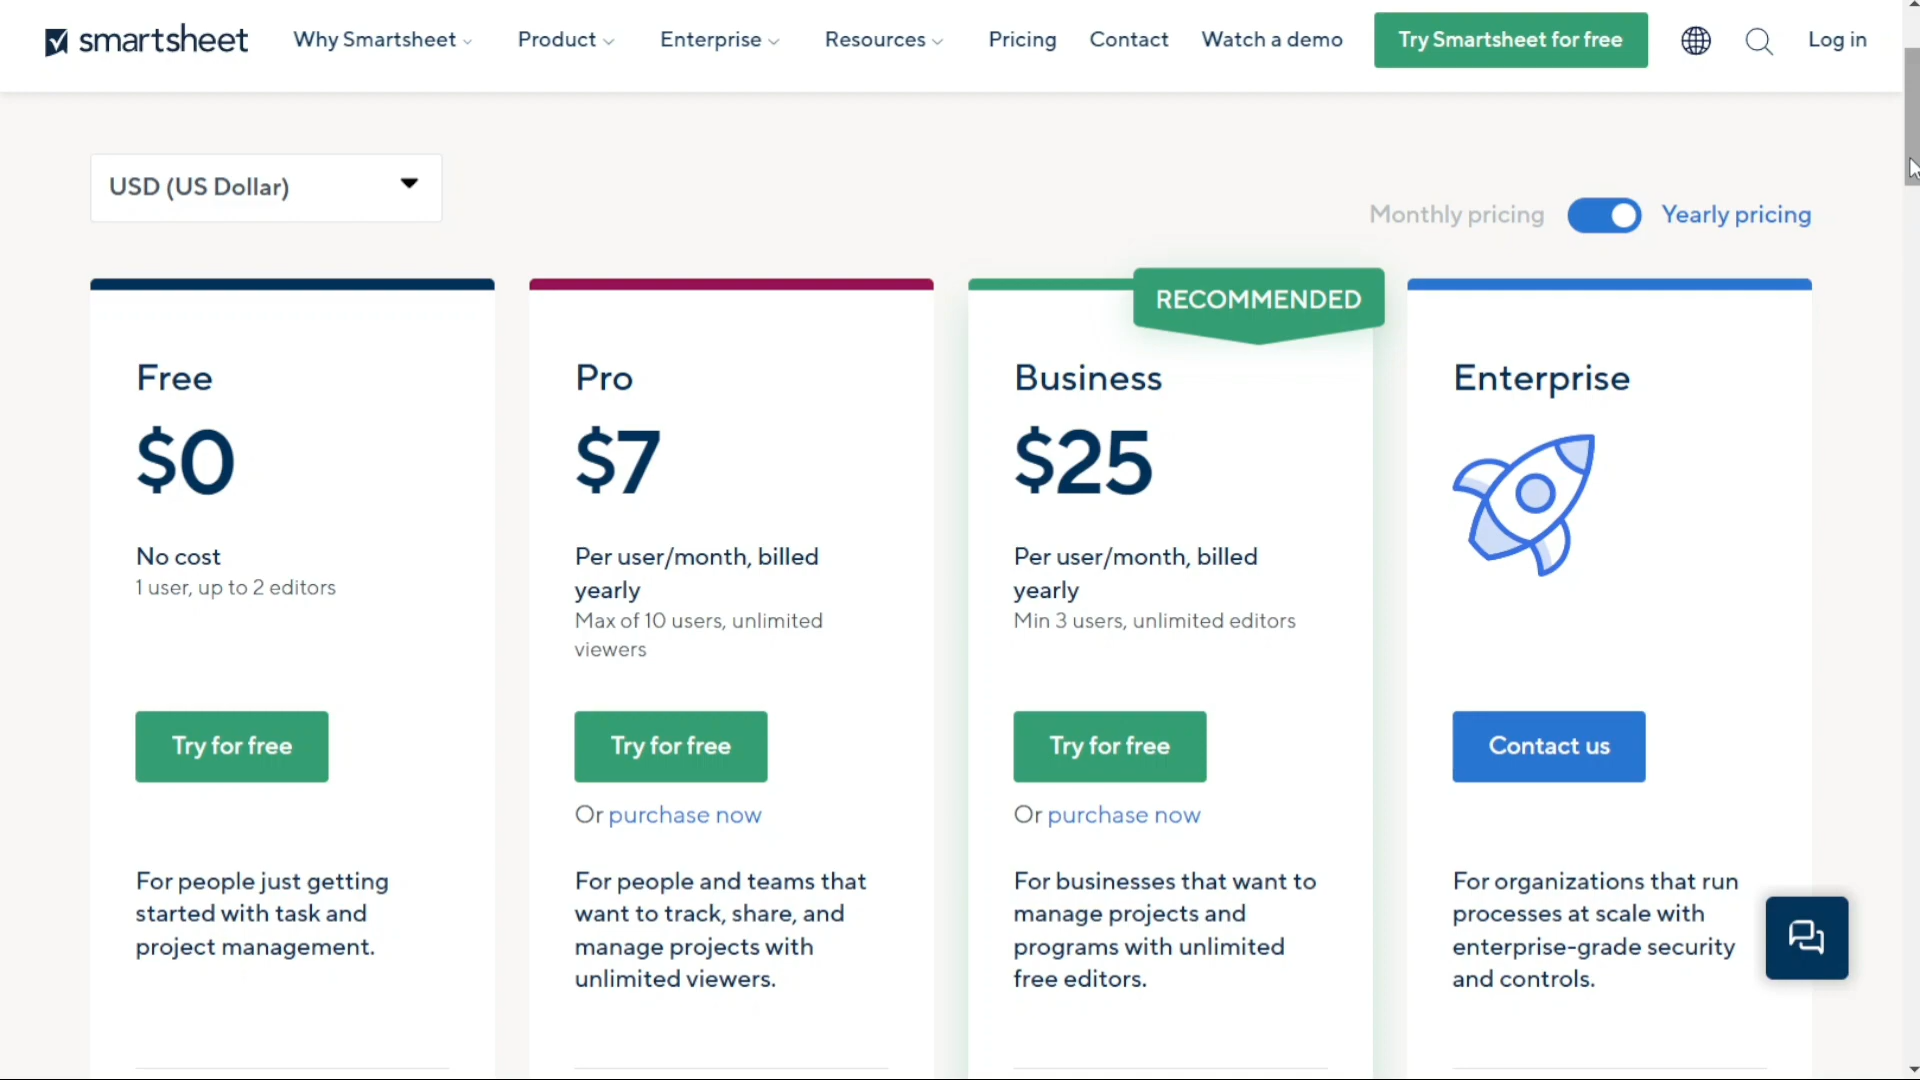 smartsheet
Why Smartsheet
Product
Enterprise
Resources
Pricing
Contact
Watch a demo
Try Smartsheet for free
Log in
USD (US Dollar)
Monthly pricing
Yearly pricing
RECOMMENDED
Free
$0
No cost
1 user, up to 2 editors
Try for free
For people just getting
started with task and
project management.
Pro
$7
Per user/month, billed
yearly
Max of 10 users, unlimited
viewers
Try for free
Or purchase now
For people and teams that
want to track, share, and
manage projects with
unlimited viewers.
Business
$25
Per user/month, billed
yearly
Min 3 users, unlimited editors
Try for free
Or purchase now
For businesses that want to
manage projects and
programs with unlimited
free editors.
Enterprise
Contact us
For organizations that run
processes at scale with
enterprise-grade security
and controls.